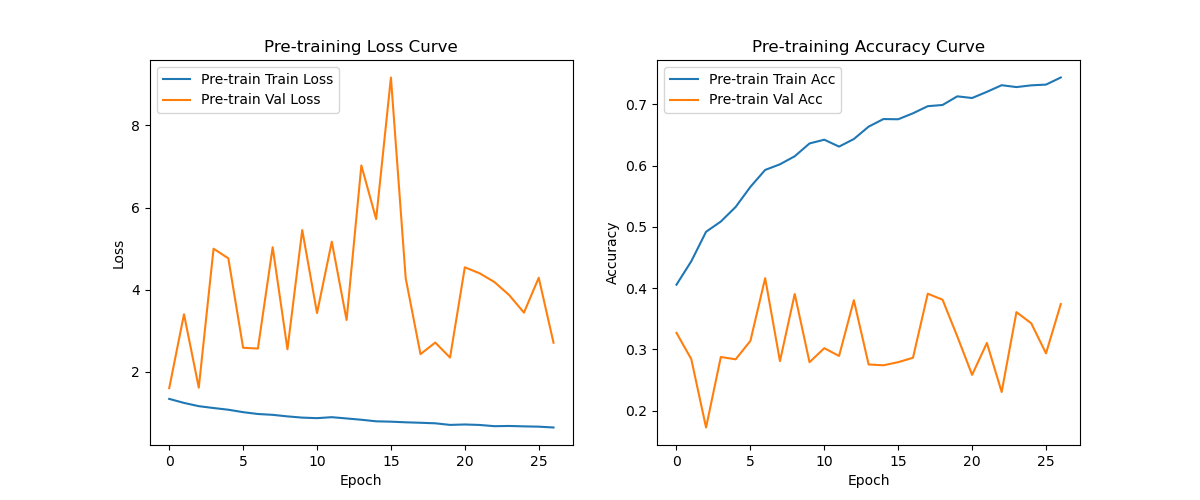 Pre-training Loss Curve
Pre-train Train Loss
Pre-train Val Loss
Loss
8
6
4
2
0 5 10 15 20 25
Epoch
Pre-training Accuracy Curve
Pre-train Train Acc
Pre-train Val Acc
Accuracy
0.7
0.6
0.5
0.4
0.3
0.2
0 5 10 15 20 25
Epoch